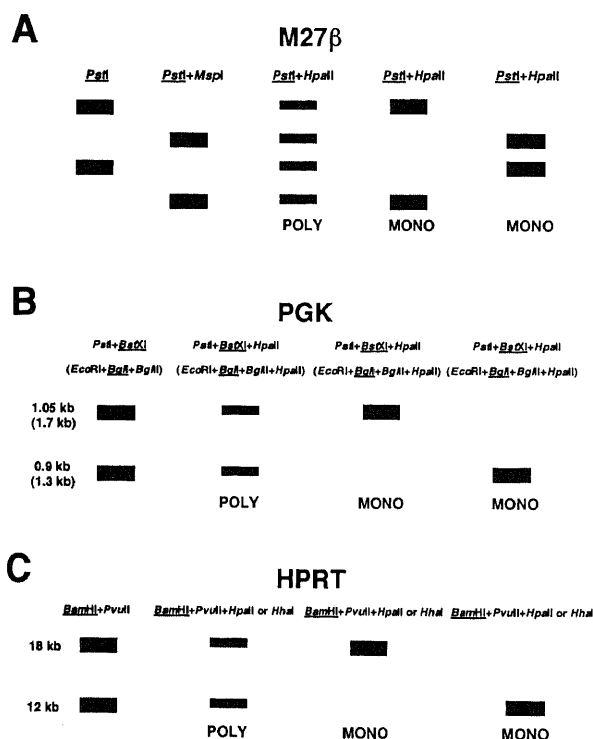 A
M27β
PstI PstI+MspI PstI+HpaII PstI+HpaII PstI+HpaII
POLY MONO MONO
B
PGK
PstI+BstXI PstI+BstXI+HpaII PstI+BstXI+HpaII PstI+BstXI+HpaII
(EcoRI+BglI+BglII) (EcoRI+BglI+BglII+HpaII) (EcoRI+BglI+BglII+HpaII) (EcoRI+BglI+BglII+HpaII)
1.05 kb
(1.7 kb)
0.9 kb
(1.3 kb)
POLY MONO MONO
C
HPRT
BamHI+PvuII BamHI+PvuII+HpaII or HhaI BamHI+PvuII+HpaII or HhaI BamHI+PvuII+HpaII or HhaI
18 kb
12 kb
POLY MONO MONO